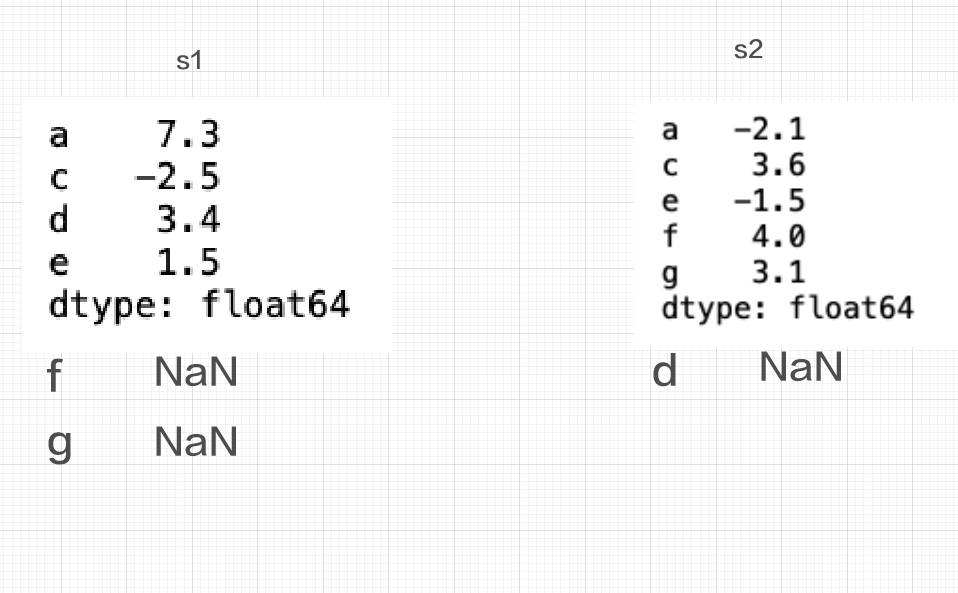 s1
a 7.3
c -2.5
d 3.4
e 1.5
dtype: float64
f NaN
g NaN
s2
a -2.1
c 3.6
e -1.5
f 4.0
g 3.1
dtype: float64
d NaN